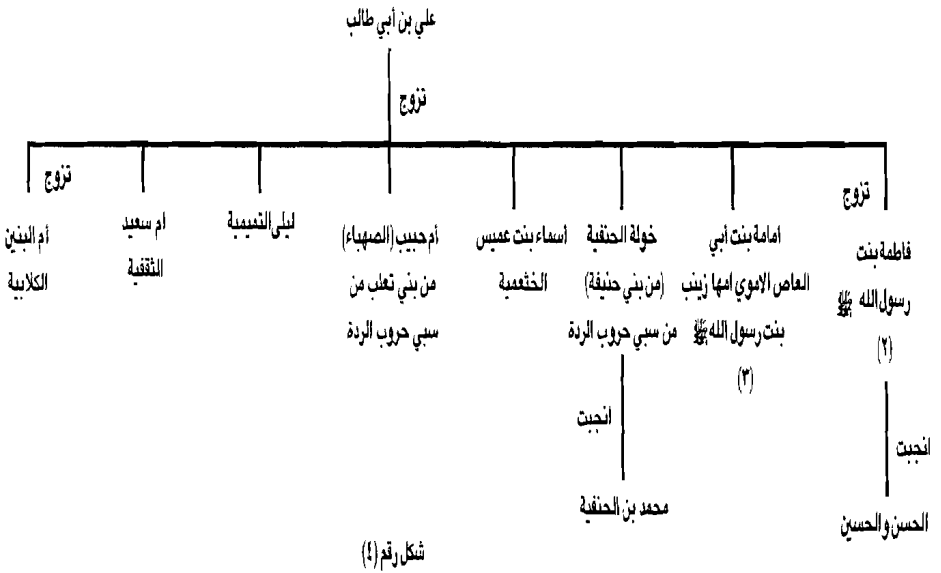 علي بن أبي طالب
تزوج
تزوج
فاطمة بنت
رسول الله ﷺ
(٢)
انجبت
الحسن والحسين
امامة بنت أبي
العاص الاموي امها زينب
بنت رسول الله ﷺ
(٣)
خولة الحنفية
(من بني حنيفة)
من سبي حروب الردة
انجبت
محمد بن الحنفية
اسماء بنت عميس
الخثعمية
أم حبيب (الصهباء)
من بني تعلب من
سبي حروب الردة
ليلى التميمية
ام سعيد
الثقفية
تزوج
أم البنين
الكلابية
شكل رقم (٤)